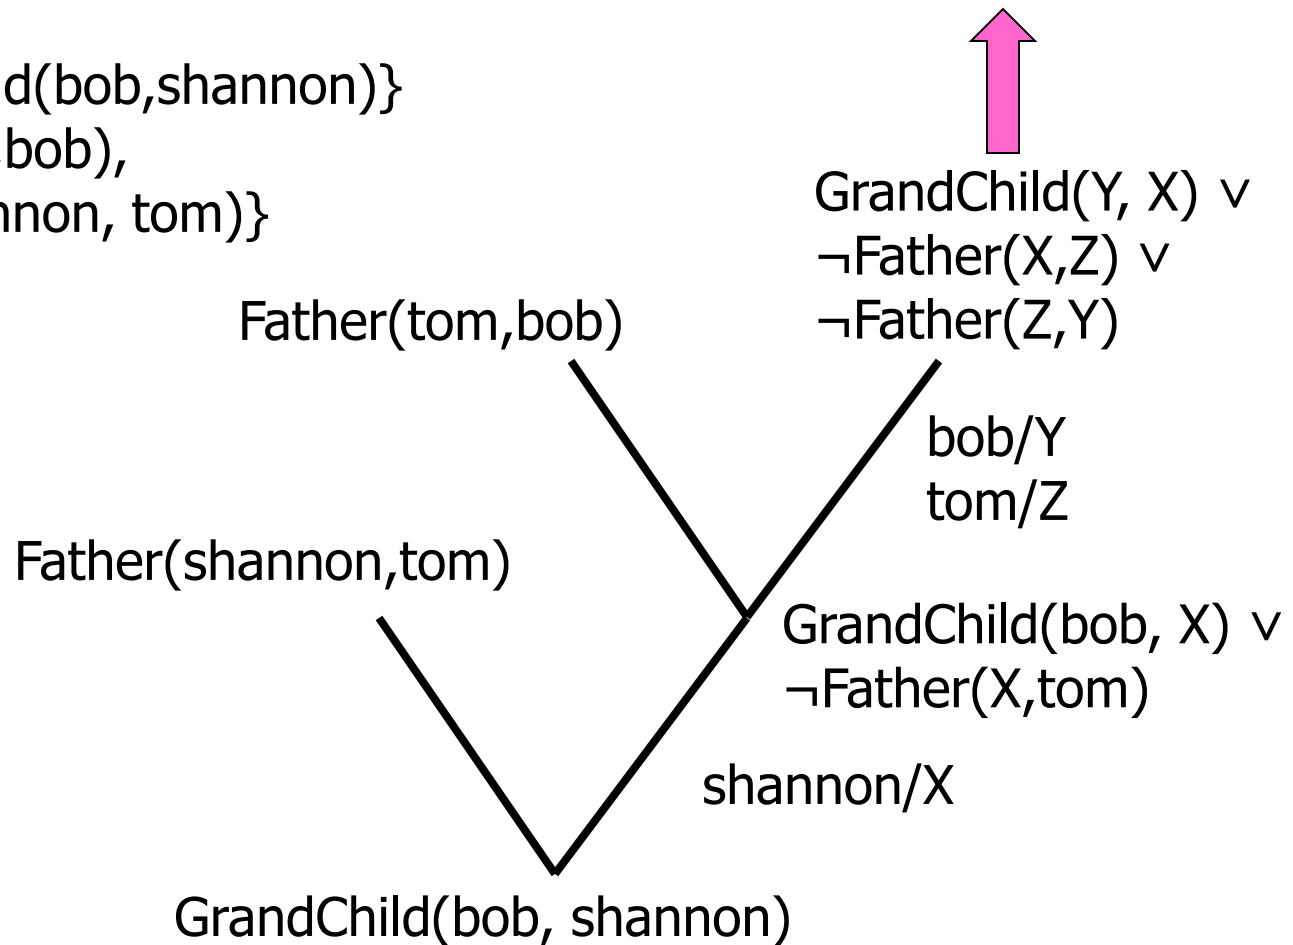 d(bob,shannon)}
bob),
nnon, tom)}
GrandChild(Y, X) ∨
¬Father(X,Z) ∨
¬Father(Z,Y)
Father(tom,bob)
bob/Y
tom/Z
Father(shannon,tom)
GrandChild(bob, X) ∨
¬Father(X,tom)
shannon/X
GrandChild(bob, shannon)